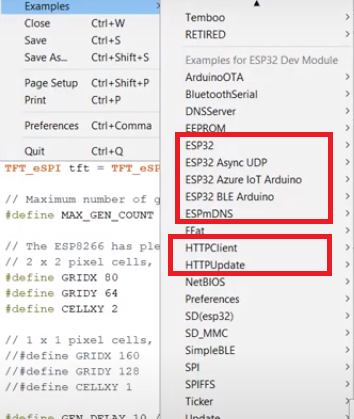 Examples
Close Ctrl+W
Save Ctrl+S
Save As... Ctrl+Shift+S
Page Setup Ctrl+Shift+P
Print Ctrl+P
Preferences Ctrl+Comma
Quit Ctrl+Q
TFT_eSPI tft = TFT_eSP
// Maximum number of g
#define MAX_GEN_COUNT
// The ESP8266 has ple
// 2 x 2 pixel cells,
#define GRIDX 80
#define GRIDY 64
#define CELLXY 2
// 1 x 1 pixel cells,
//#define GRIDX 160
//#define GRIDY 128
//#define CELLXY 1
#define GEN_DELAY 10 /
Temboo
RETIRED
Examples for ESP32 Dev Module
ArduinoOTA
BluetoothSerial
DNSServer
EEPROM
ESP32
ESP32 Async UDP
ESP32 Azure IoT Arduino
ESP32 BLE Arduino
ESPmDNS
FFat
HTTPClient
HTTPUpdate
NetBIOS
Preferences
SD(esp32)
SD_MMC
SimpleBLE
SPI
SPIFFS
Ticker
Update